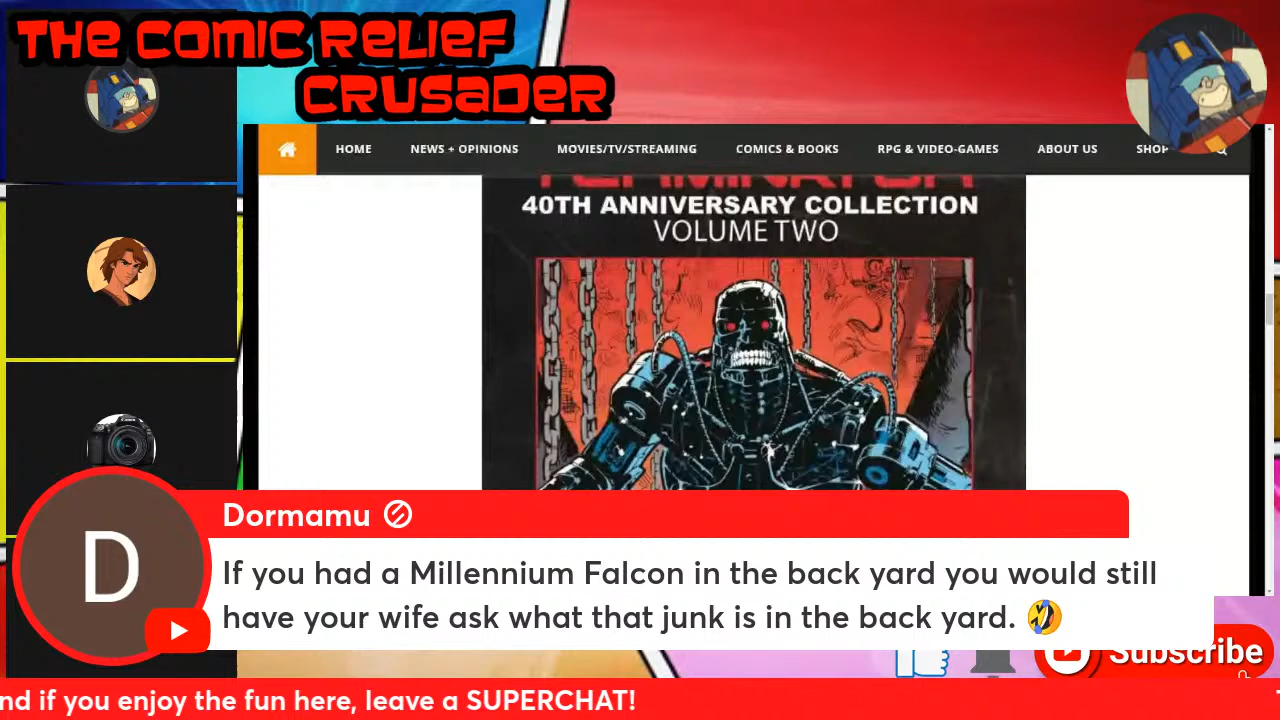 THE COMIC RELIEF
CRUSADER
HOME NEWS + OPINIONS MOVIES/TV/STREAMING COMICS & BOOKS RPG & VIDEO-GAMES ABOUT US SHOP
TERMINATOR
40TH ANNIVERSARY COLLECTION
VOLUME TWO
Dormamu
D
If you had a Millennium Falcon in the back yard you would still
have your wife ask what that junk is in the back yard. 🤣
Subscribe
nd if you enjoy the fun here, leave a SUPERCHAT!